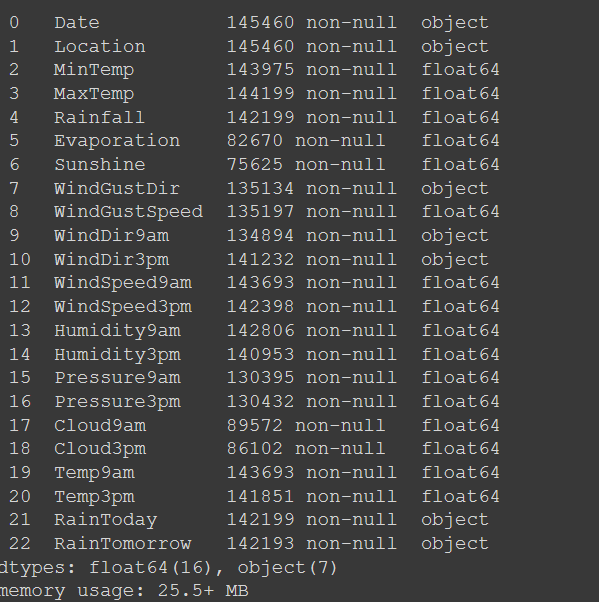 0 Date 145460 non-null object
1 Location 145460 non-null object
2 MinTemp 143975 non-null float64
3 MaxTemp 144199 non-null float64
4 Rainfall 142199 non-null float64
5 Evaporation 82670 non-null float64
6 Sunshine 75625 non-null float64
7 WindGustDir 135134 non-null object
8 WindGustSpeed 135197 non-null float64
9 WindDir9am 134894 non-null object
10 WindDir3pm 141232 non-null object
11 WindSpeed9am 143693 non-null float64
12 WindSpeed3pm 142398 non-null float64
13 Humidity9am 142806 non-null float64
14 Humidity3pm 140953 non-null float64
15 Pressure9am 130395 non-null float64
16 Pressure3pm 130432 non-null float64
17 Cloud9am 89572 non-null float64
18 Cloud3pm 86102 non-null float64
19 Temp9am 143693 non-null float64
20 Temp3pm 141851 non-null float64
21 RainToday 142199 non-null object
22 RainTomorrow 142193 non-null object
dtypes: float64(16), object(7)
memory usage: 25.5+ MB